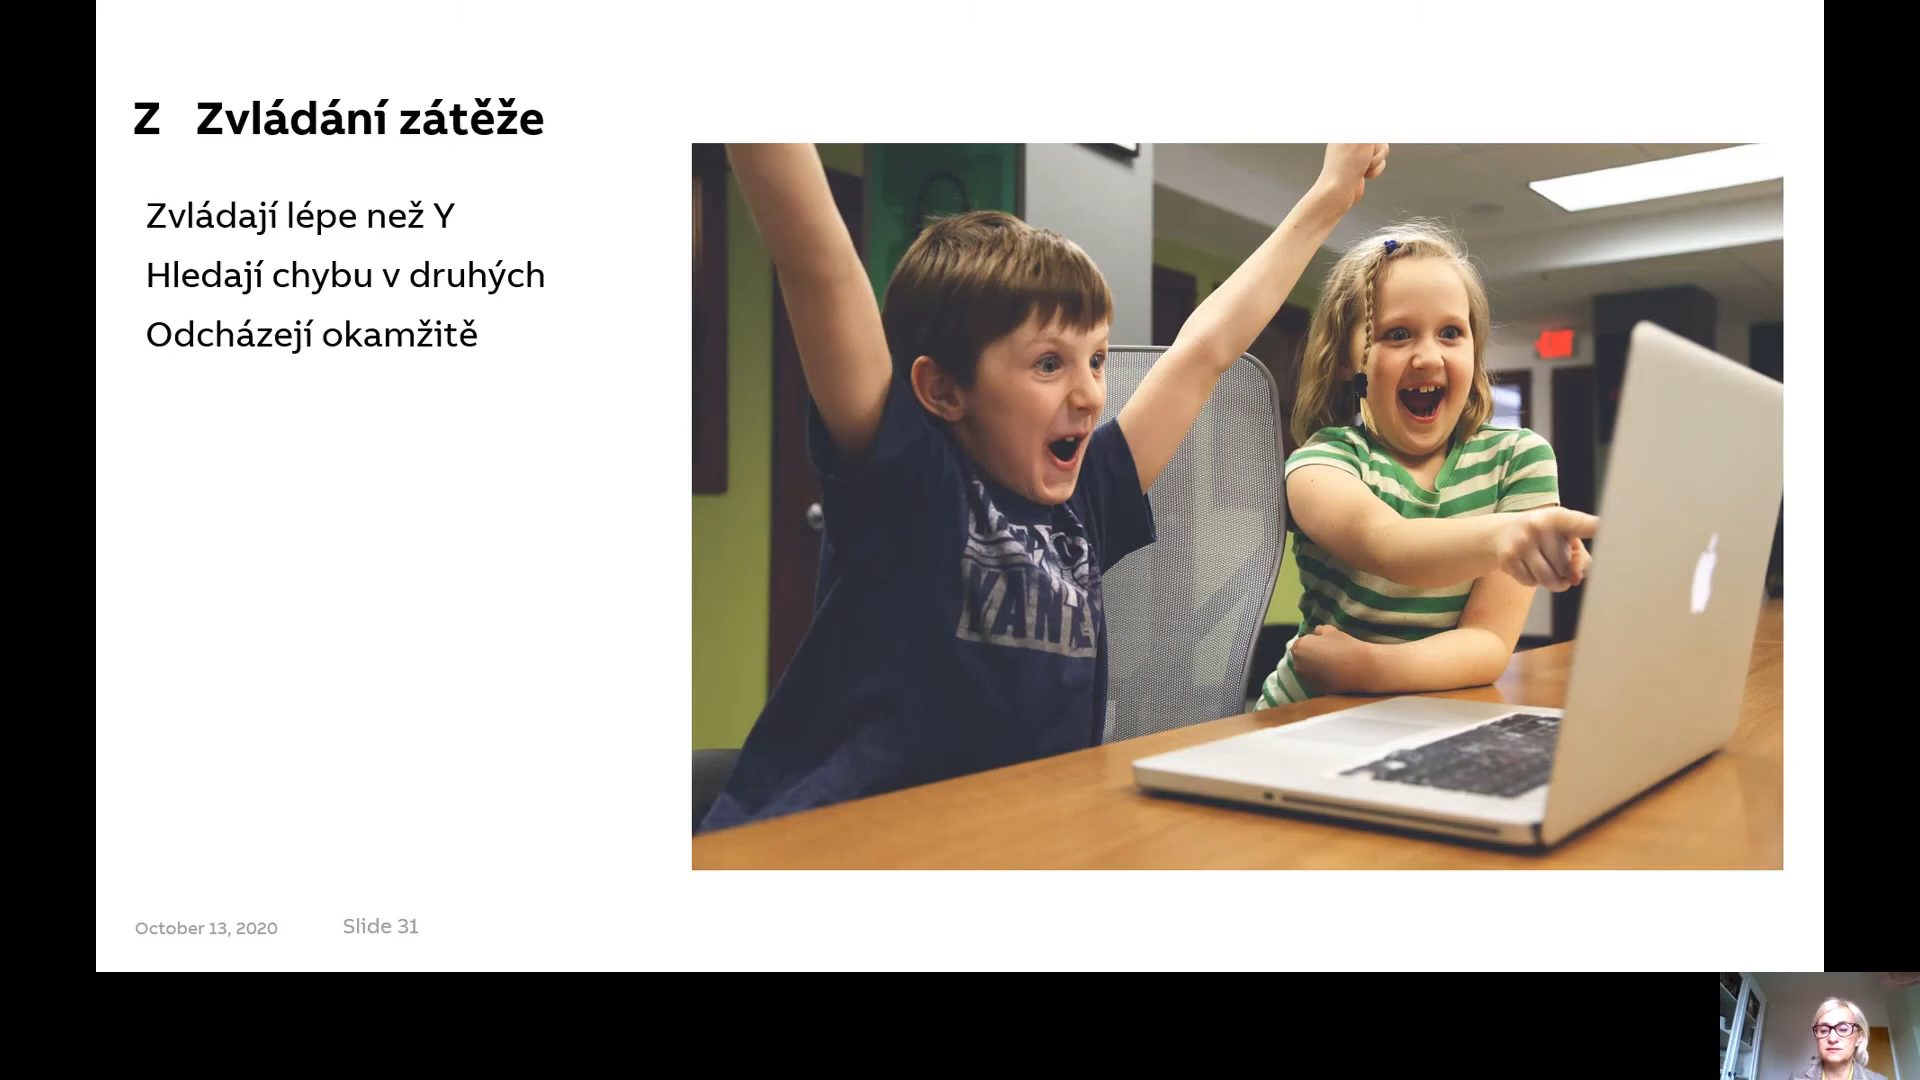 Z Zvládání zátěže
Zvládají lépe než Y
Hledají chybu v druhých
Odcházejí okamžitě
October 13, 2020 Slide 31